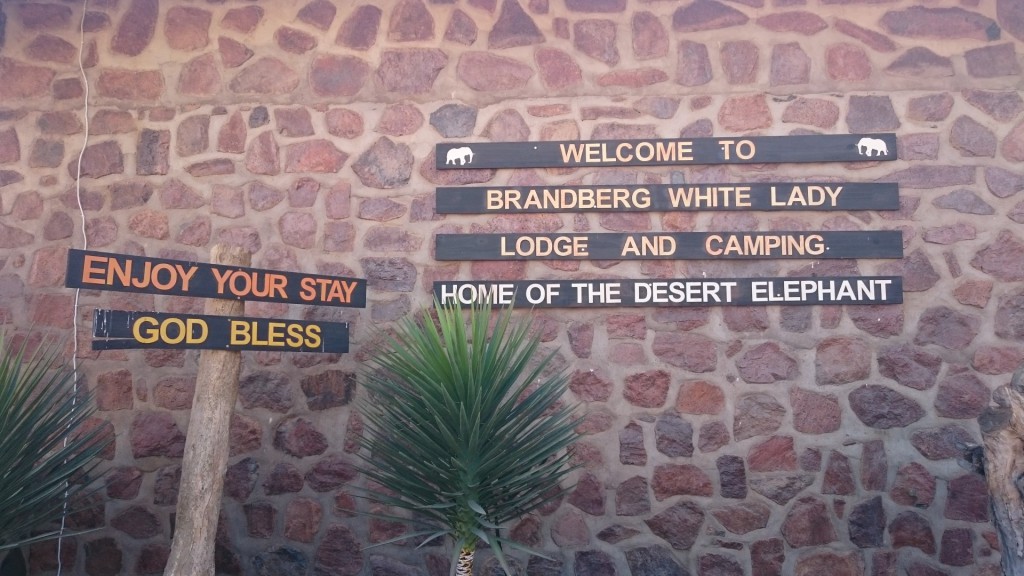 WELCOME TO
BRANDBERG WHITE LADY
LODGE AND CAMPING.
HOME OF THE DESERT ELEPHANT
ENJOY YOUR STAY
GOD BLESS